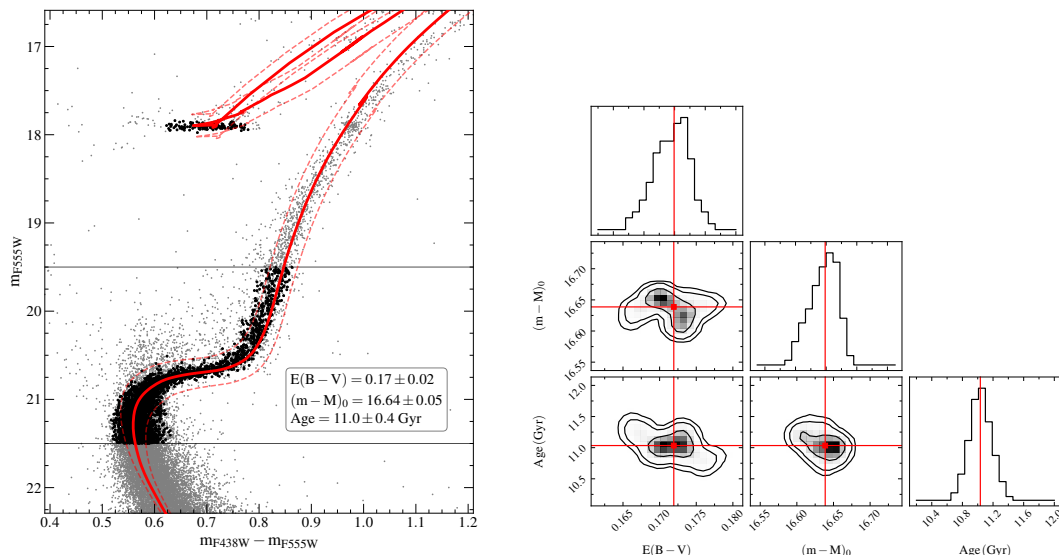 17
18
19
20
21
22
m_F555W
0.4 0.5 0.6 0.7 0.8 0.9 1.0 1.1 1.2
m_F438W − m_F555W
E(B − V) = 0.17 ± 0.02
(m − M)_0 = 16.64 ± 0.05
Age = 11.0 ± 0.4 Gyr
(m − M)_0
16.70
16.65
16.60
16.55
Age (Gyr)
12.0
11.5
11.0
10.5
0.165 0.170 0.175 0.180
E(B − V)
16.55 16.60 16.65 16.70
(m − M)_0
10.4 10.8 11.2 11.6 12.0
Age (Gyr)